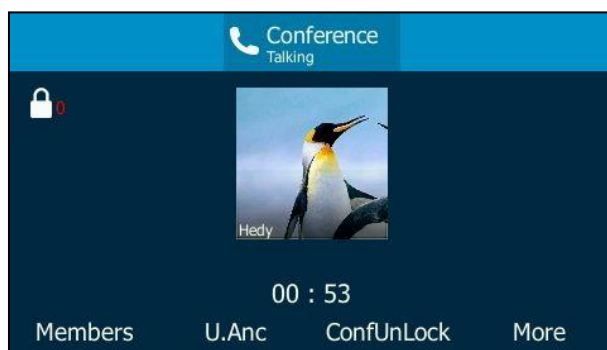 Conference
Talking
0
Hedy
00 : 53
Members U.Anc ConfUnLock More